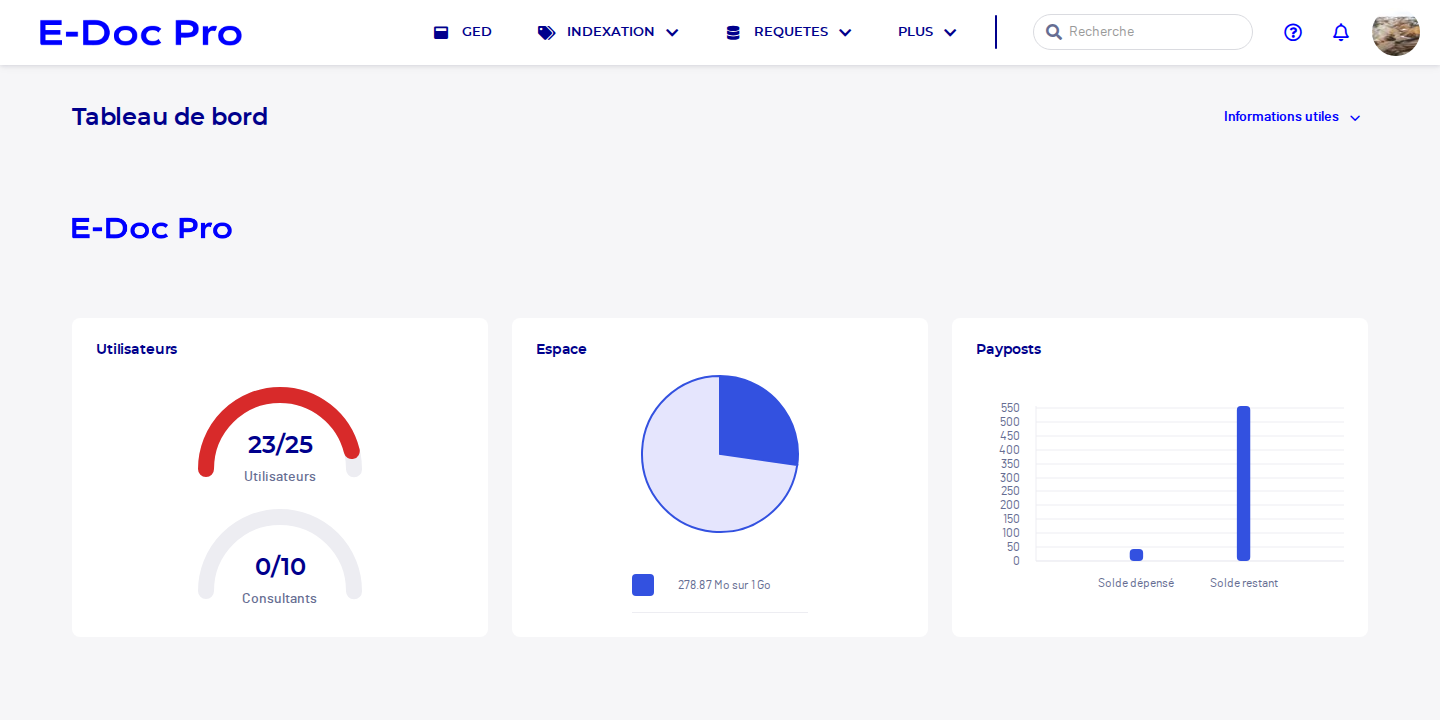 E-Doc Pro
GED
INDEXATION
REQUETES
PLUS
Recherche
Tableau de bord
Informations utiles
E-Doc Pro
Utilisateurs
23/25
Utilisateurs
0/10
Consultants
Espace
278.87 Mo sur 1 Go
Payposts
550
500
450
400
350
300
250
200
150
100
50
0
Solde dépensé
Solde restant